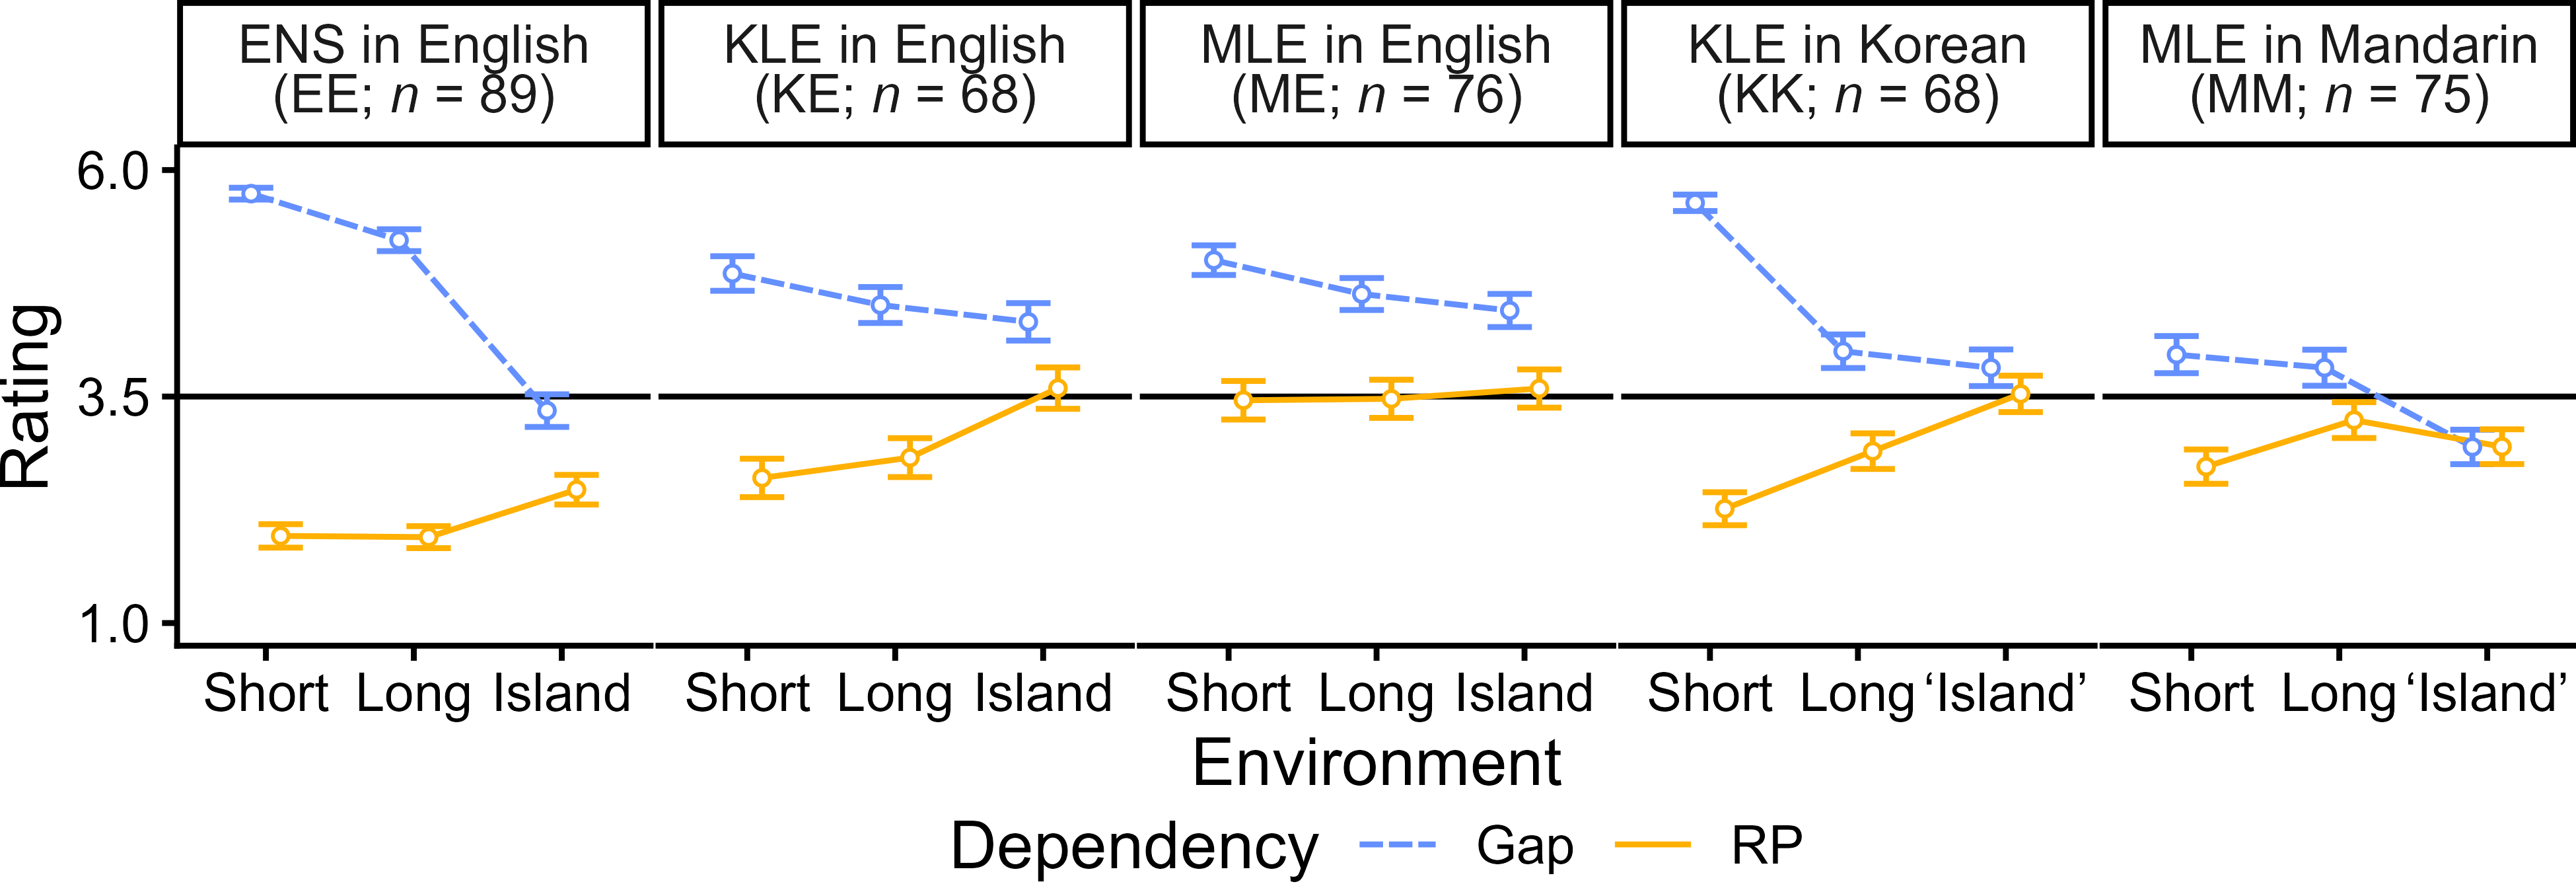 ENS in English
(EE; n = 89)
KLE in English
(KE; n = 68)
MLE in English
(ME; n = 76)
KLE in Korean
(KK; n = 68)
MLE in Mandarin
(MM; n = 75)
Rating
6.0
3.5
1.0
Short Long Island
Short Long Island
Short Long Island
Short Long ‘Island’
Short Long ‘Island’
Environment
Dependency Gap RP